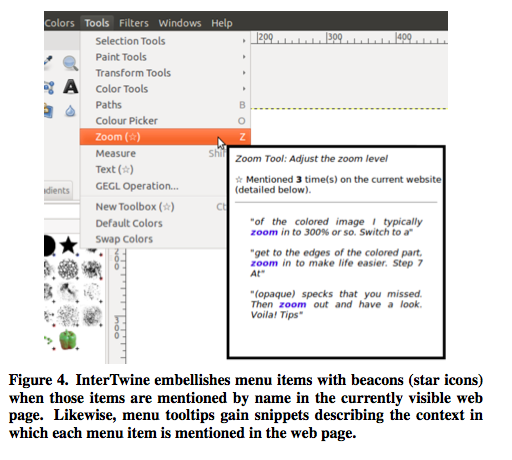 Colors Tools Filters Windows Help
Selection Tools
Paint Tools
Transform Tools
Color Tools
Paths B
Colour Picker O
Zoom (☆) Z
Measure
Text (☆)
GEGL Operation...
New Toolbox (☆)
Default Colors
Swap Colors
200 300 400
Zoom Tool: Adjust the zoom level
☆ Mentioned 3 time(s) on the current website
(detailed below).
"of the colored image I typically
zoom in to 300% or so. Switch to a"
"get to the edges of the colored part,
zoom in to make life easier. Step 7
At"
"(opaque) specks that you missed.
Then zoom out and have a look.
Voila! Tips"
Figure 4. InterTwine embellishes menu items with beacons (star icons)
when those items are mentioned by name in the currently visible web
page. Likewise, menu tooltips gain snippets describing the context in
which each menu item is mentioned in the web page.